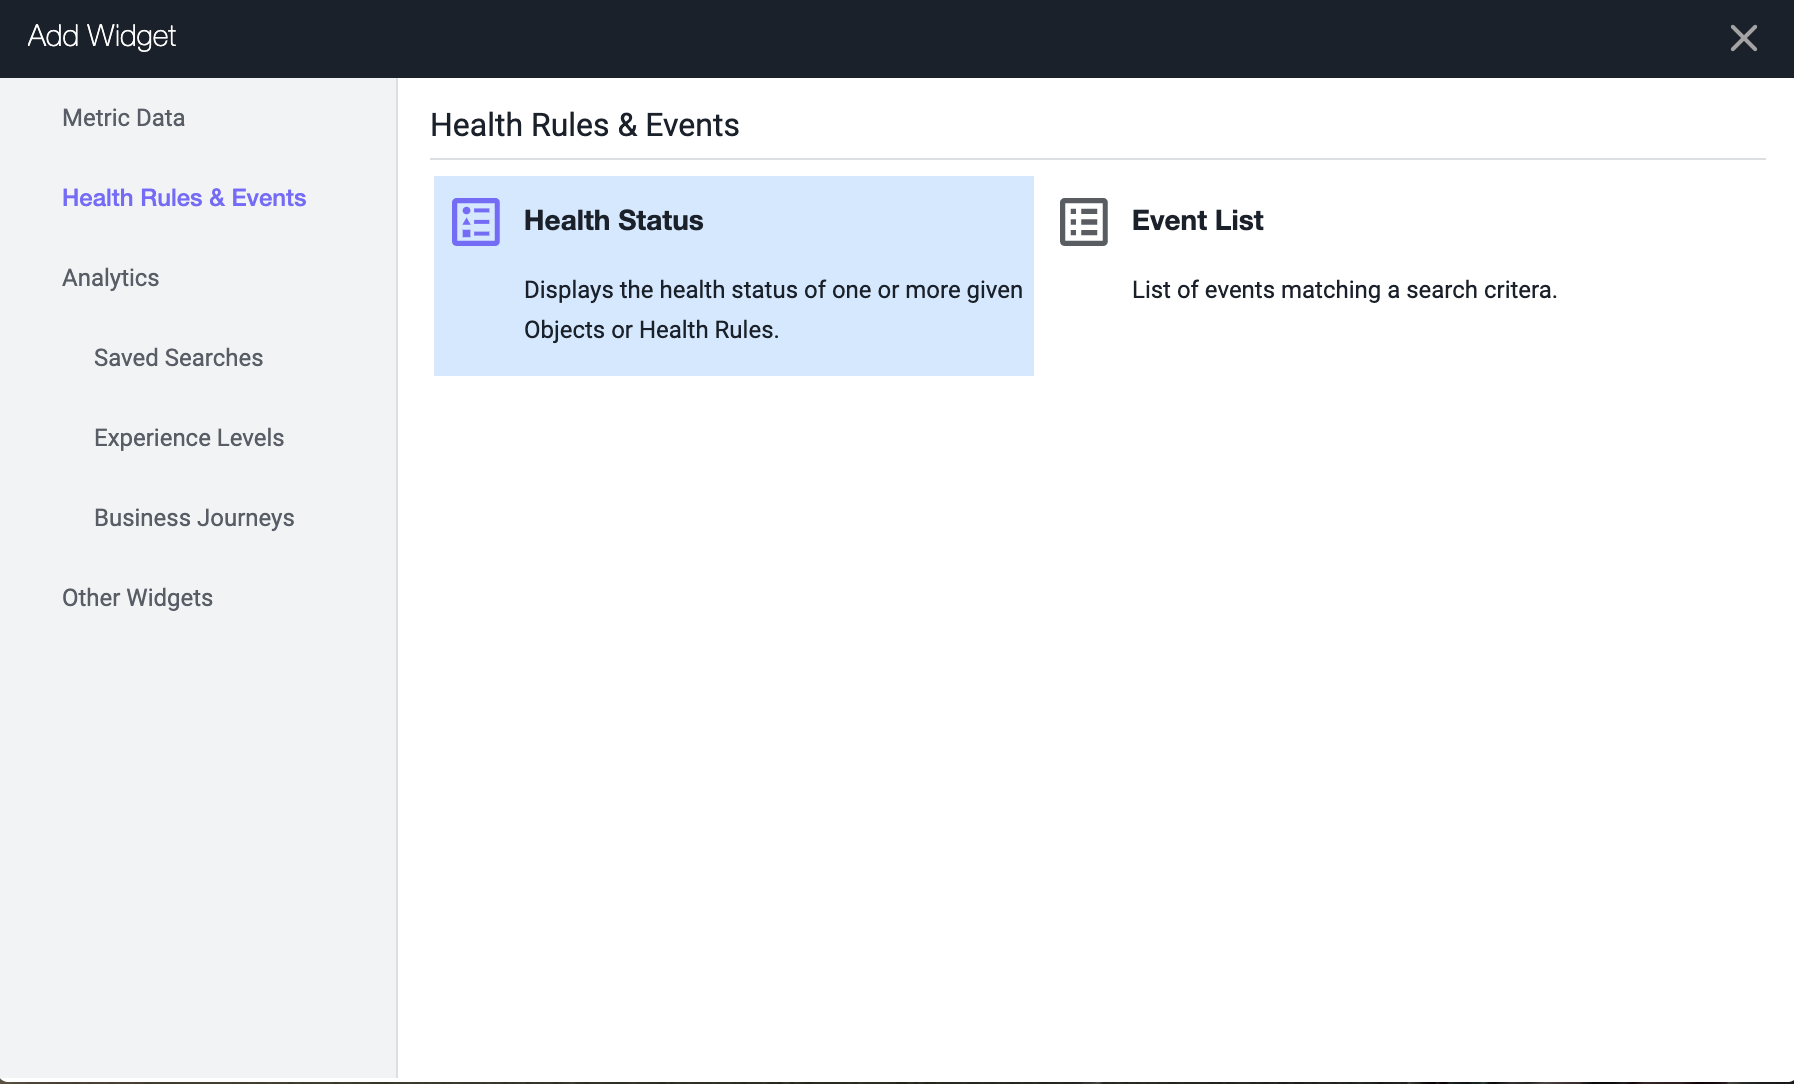 Add Widget
Metric Data
Health Rules & Events
Analytics
Saved Searches
Experience Levels
Business Journeys
Other Widgets
Health Rules & Events
Health Status
Displays the health status of one or more given
Objects or Health Rules.
Event List
List of events matching a search critera.